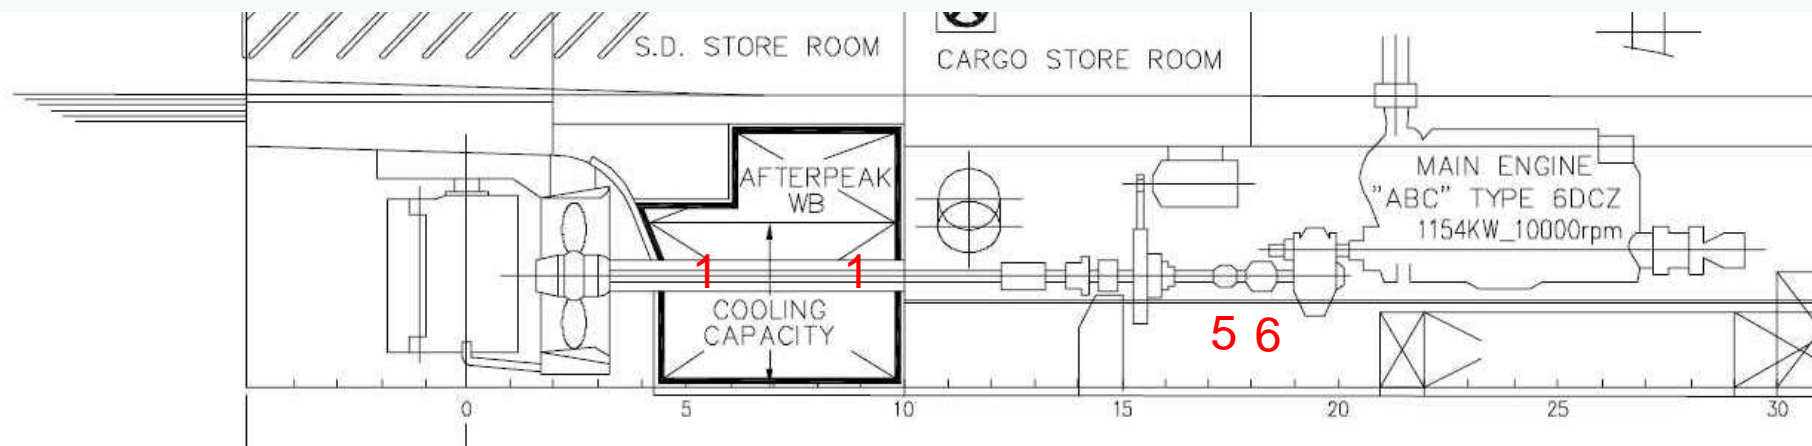 S.D. STORE ROOM
CARGO STORE ROOM
AFTERPEAK
WB
MAIN ENGINE
"ABC" TYPE 6DCZ
1154KW_10000rpm
1 1
COOLING
CAPACITY
5 6
0 5 10 15 20 25 30